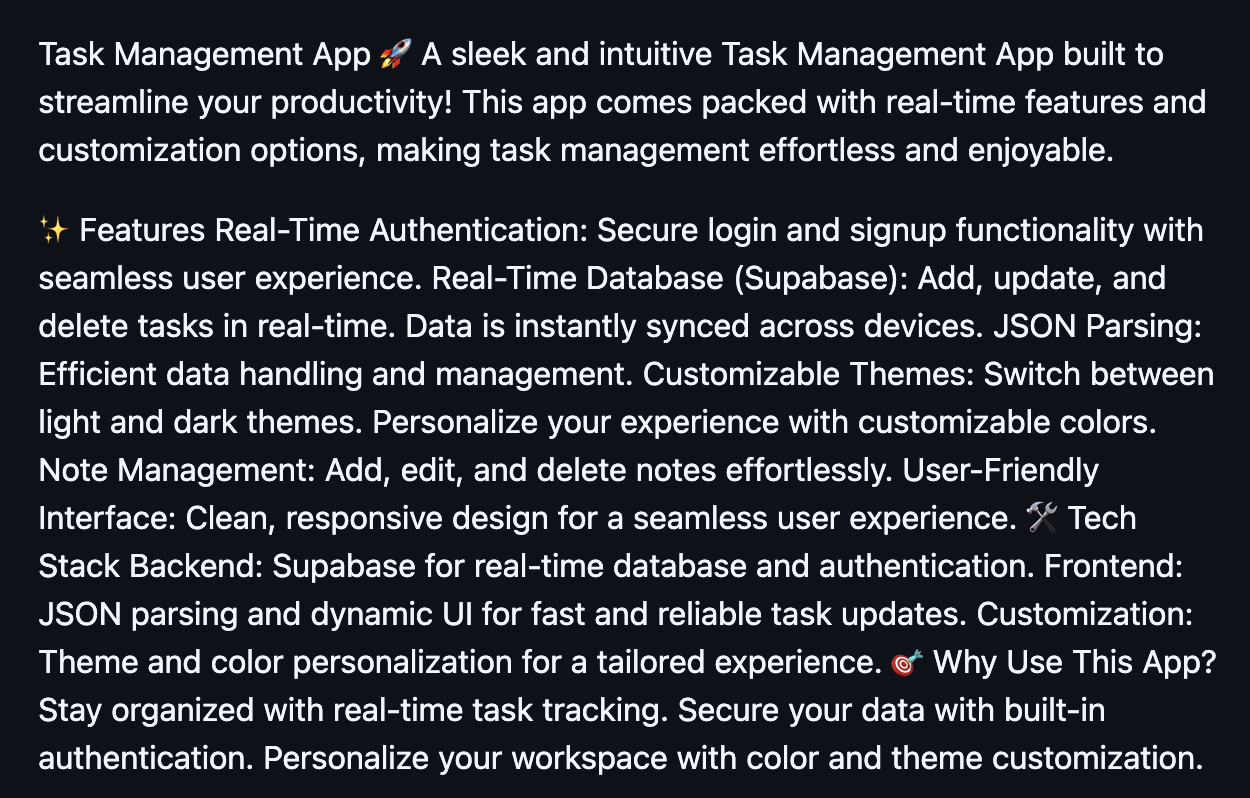 Task Management App 🚀 A sleek and intuitive Task Management App built to
streamline your productivity! This app comes packed with real-time features and
customization options, making task management effortless and enjoyable.
✨ Features Real-Time Authentication: Secure login and signup functionality with
seamless user experience. Real-Time Database (Supabase): Add, update, and
delete tasks in real-time. Data is instantly synced across devices. JSON Parsing:
Efficient data handling and management. Customizable Themes: Switch between
light and dark themes. Personalize your experience with customizable colors.
Note Management: Add, edit, and delete notes effortlessly. User-Friendly
Interface: Clean, responsive design for a seamless user experience. 🛠️ Tech
Stack Backend: Supabase for real-time database and authentication. Frontend:
JSON parsing and dynamic UI for fast and reliable task updates. Customization:
Theme and color personalization for a tailored experience. 🎯 Why Use This App?
Stay organized with real-time task tracking. Secure your data with built-in
authentication. Personalize your workspace with color and theme customization.